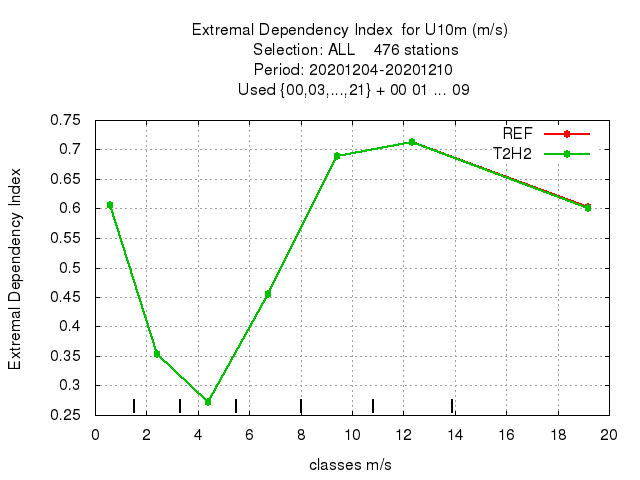 Extremal Dependency Index  for U10m (m/s)
Selection: ALL    476 stations
Period: 20201204-20201210
Used {00,03,...,21} + 00 01 ... 09
REF
T2H2
Extremal Dependency Index
0.75
0.7
0.65
0.6
0.55
0.5
0.45
0.4
0.35
0.3
0.25
0 2 4 6 8 10 12 14 16 18 20
classes m/s